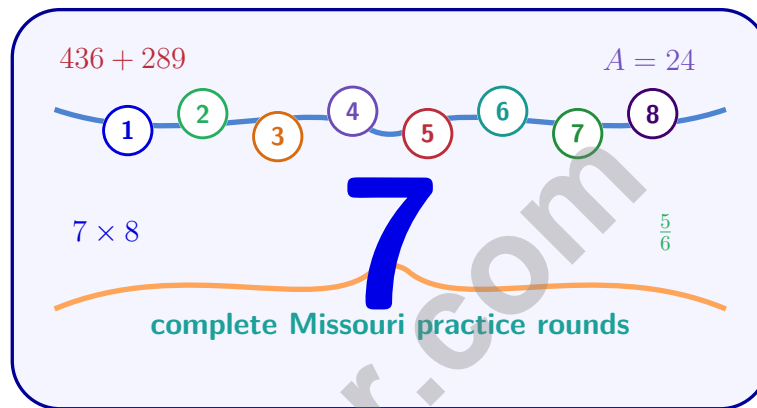 436 + 289
A = 24
1 2 3 4 5 6 7 8
7
7 × 8
5/6
complete Missouri practice rounds
r.com